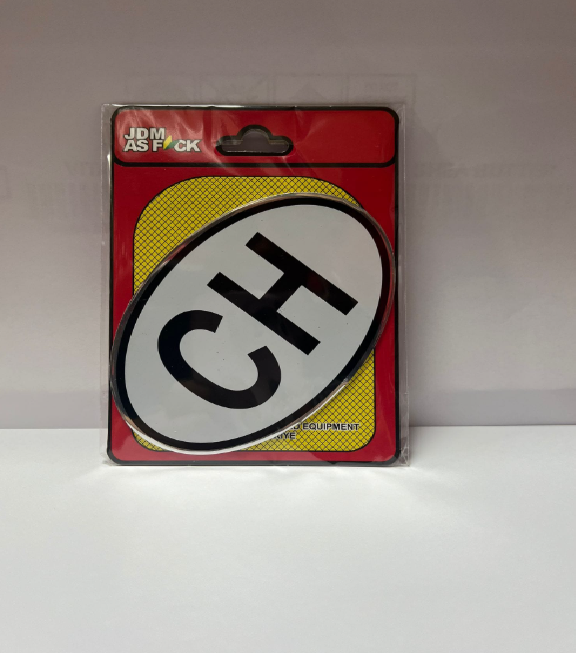 JDM
AS F CK
CH
EQUIPMENT